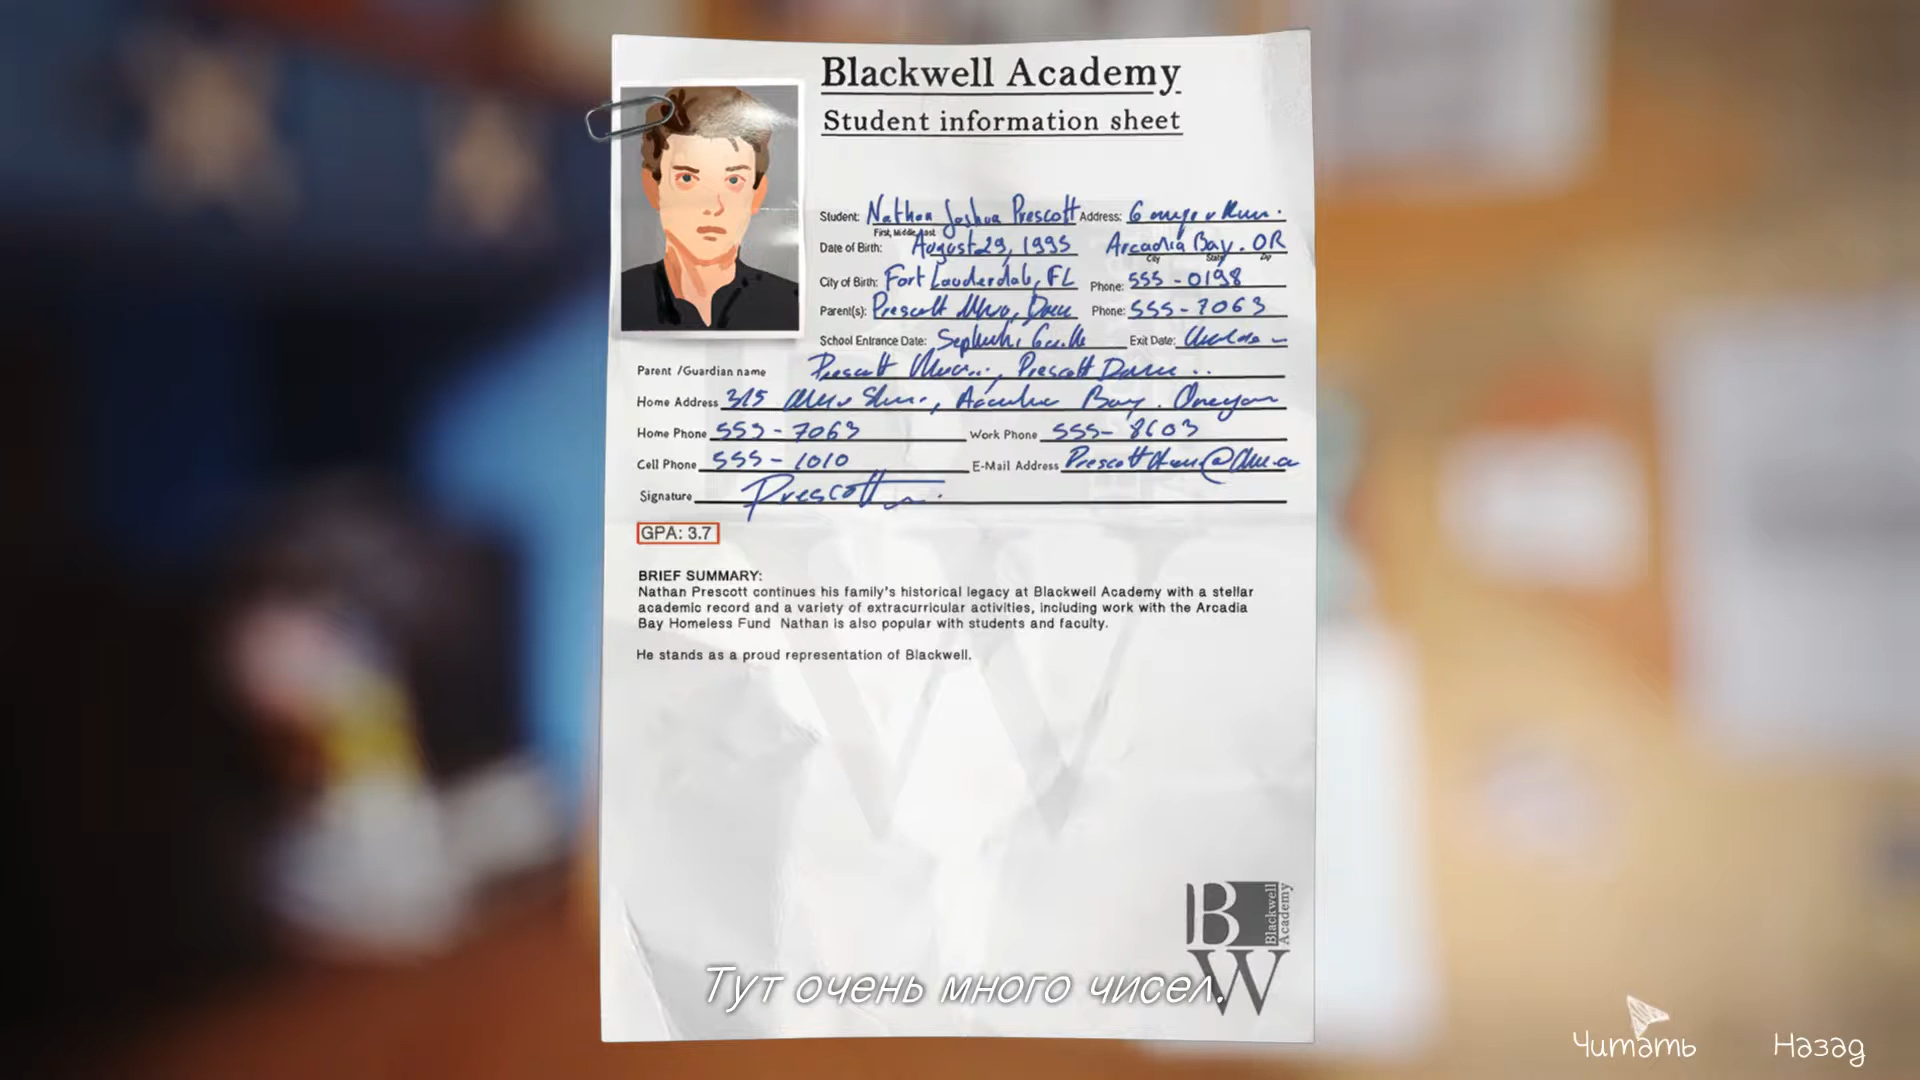 Blackwell Academy
Student information sheet
Student: Nathan Joshua Prescott Address:
First, Middle, Last
Date of Birth: August 29, 1995 Arcadia Bay. OR
City State Zip
City of Birth: Fort Lauderdale, FL Phone: 555-0198
Parent(s): Prescott Phone: 555-7063
School Entrance Date: Exit Date:
Parent /Guardian name Prescott Prescott
Home Address 315 Bay. Oregon
Home Phone 555-7063 Work Phone 555-8603
Cell Phone 555-1010 E-Mail Address
Signature Prescott
GPA: 3.7
BRIEF SUMMARY:
Nathan Prescott continues his family's historical legacy at Blackwell Academy with a stellar
academic record and a variety of extracurricular activities, including work with the Arcadia
Bay Homeless Fund Nathan is also popular with students and faculty.
He stands as a proud representation of Blackwell.
B Blackwell Academy
W
Тут очень много чисел.
Читать Назад